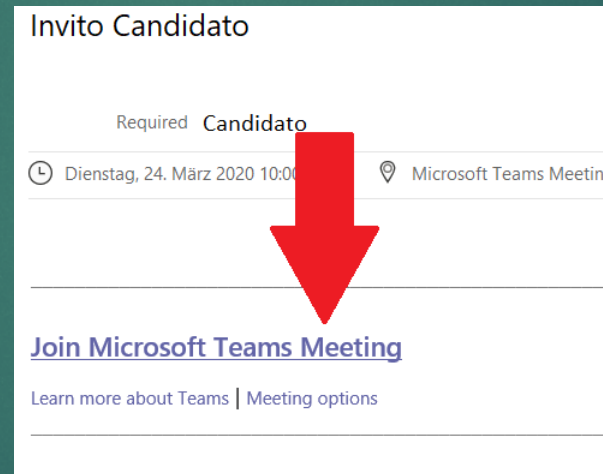 Invito Candidato
Required Candidato
Dienstag, 24. März 2020 10:00 Microsoft Teams
Join Microsoft Teams Meeting
Learn more about Teams | Meeting options